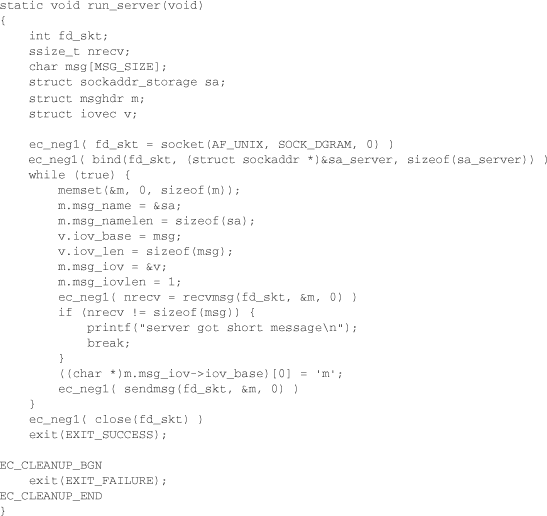 static void run_server(void)
{
    int fd_skt;
    ssize_t nrecv;
    char msg[MSG_SIZE];
    struct sockaddr_storage sa;
    struct msghdr m;
    struct iovec v;

    ec_neg1( fd_skt = socket(AF_UNIX, SOCK_DGRAM, 0) )
    ec_neg1( bind(fd_skt, (struct sockaddr *)&sa_server, sizeof(sa_server)) )
    while (true) {
        memset(&m, 0, sizeof(m));
        m.msg_name = &sa;
        m.msg_namelen = sizeof(sa);
        v.iov_base = msg;
        v.iov_len = sizeof(msg);
        m.msg_iov = &v;
        m.msg_iovlen = 1;
        ec_neg1( nrecv = recvmsg(fd_skt, &m, 0) )
        if (nrecv != sizeof(msg)) {
            printf("server got short message\n");
            break;
        }
        ((char *)m.msg_iov->iov_base)[0] = 'm';
        ec_neg1( sendmsg(fd_skt, &m, 0) )
    }
    ec_neg1( close(fd_skt) )
    exit(EXIT_SUCCESS);

EC_CLEANUP_BGN
    exit(EXIT_FAILURE);
EC_CLEANUP_END
}